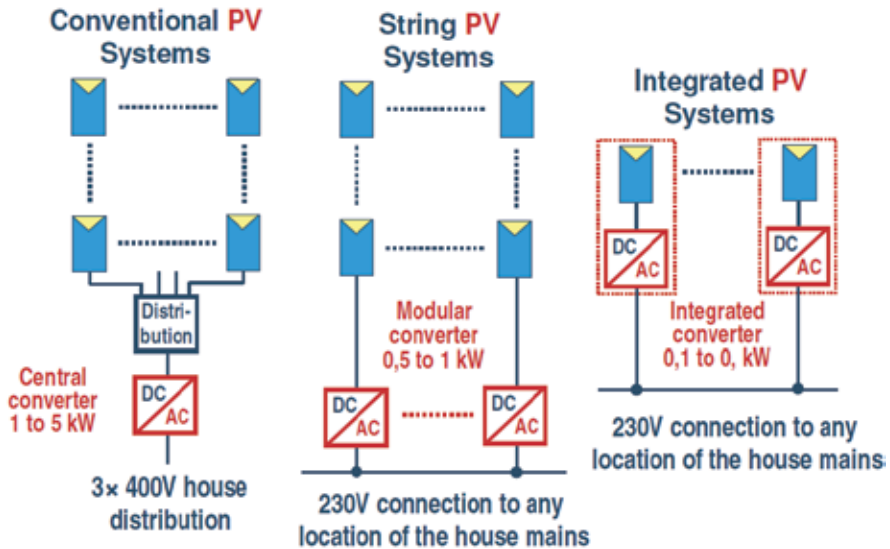 Conventional PV
Systems
Distri-
bution
Central
converter
1 to 5 kW
DC
AC
3× 400V house
distribution
String PV
Systems
Modular
converter
0,5 to 1 kW
DC
AC
DC
AC
230V connection to any
location of the house mains
Integrated PV
Systems
DC
AC
DC
AC
Integrated
converter
0,1 to 0, kW
230V connection to any
location of the house mains